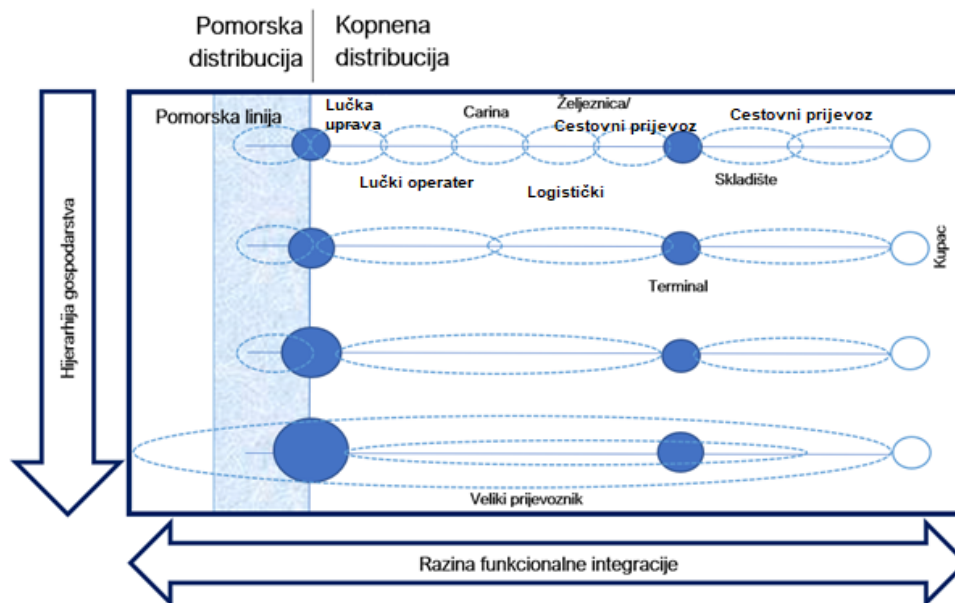 Pomorska
distribucija
Kopnena
distribucija
Pomorska linija
Lučka
uprava
Carina
Željeznica/
Cestovni prijevoz
Cestovni prijevoz
Lučki operater
Logistički
Skladište
Terminal
Kupac
Veliki prijevoznik
Hijerarhija gospodarstva
Razina funkcionalne integracije